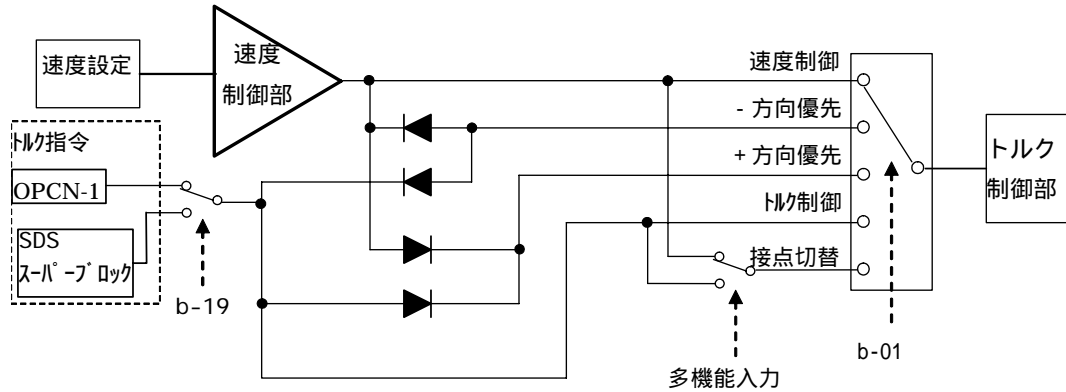 速度設定
速度
制御部
トルク指令
OPCN-1
SDS
スーパーブロック
b-19
速度制御
- 方向優先
+ 方向優先
トルク制御
接点切替
多機能入力
b-01
トルク
制御部